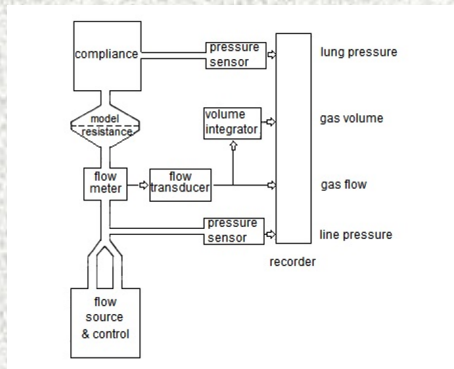 compliance
pressure
sensor
lung pressure
model
resistance
volume
integrator
gas volume
flow
meter
flow
transducer
gas flow
pressure
sensor
line pressure
recorder
flow
source
& control